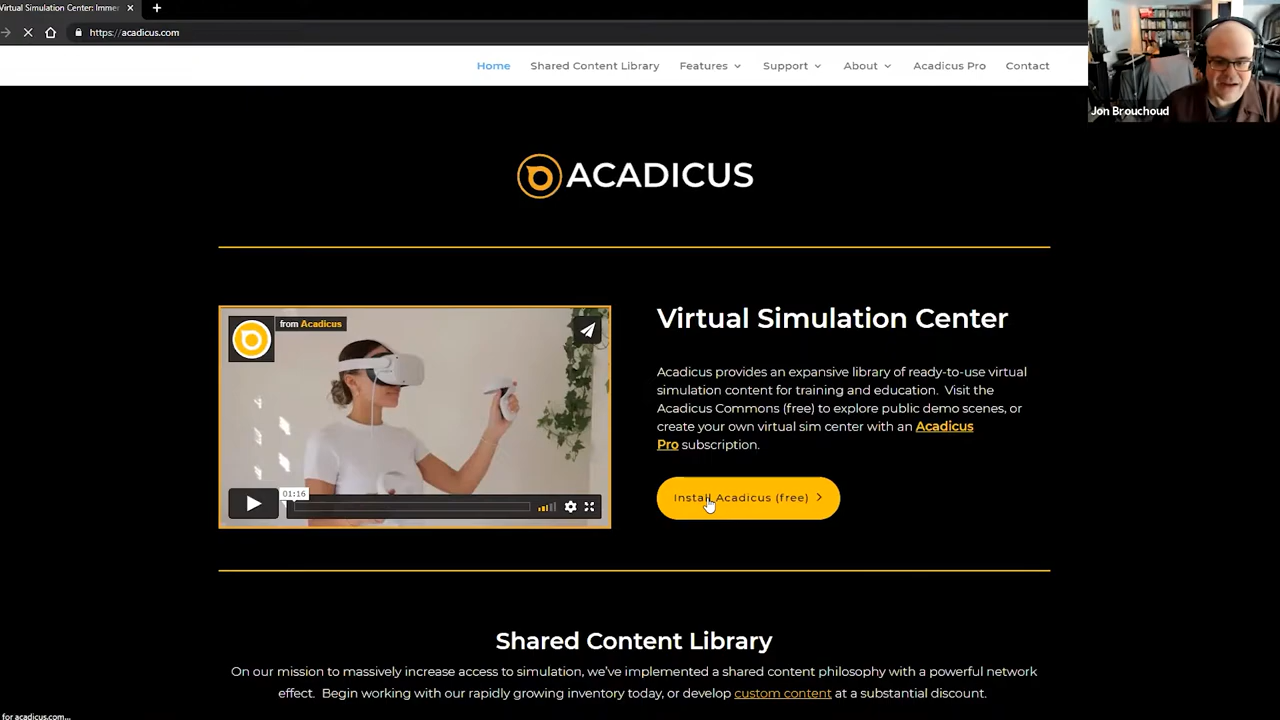 Virtual Simulation Center: Imme
https://acadicus.com
Home Shared Content Library Features Support About Acadicus Pro Contact
Jon Brouchoud
ACADICUS
from Acadicus
01:16
Virtual Simulation Center
Acadicus provides an expansive library of ready-to-use virtual
simulation content for training and education. Visit the
Acadicus Commons (free) to explore public demo scenes, or
create your own virtual sim center with an Acadicus
Pro subscription.
Install Acadicus (free)
Shared Content Library
On our mission to massively increase access to simulation, we've implemented a shared content philosophy with a powerful network
effect. Begin working with our rapidly growing inventory today, or develop custom content at a substantial discount.
for acadicus.com...